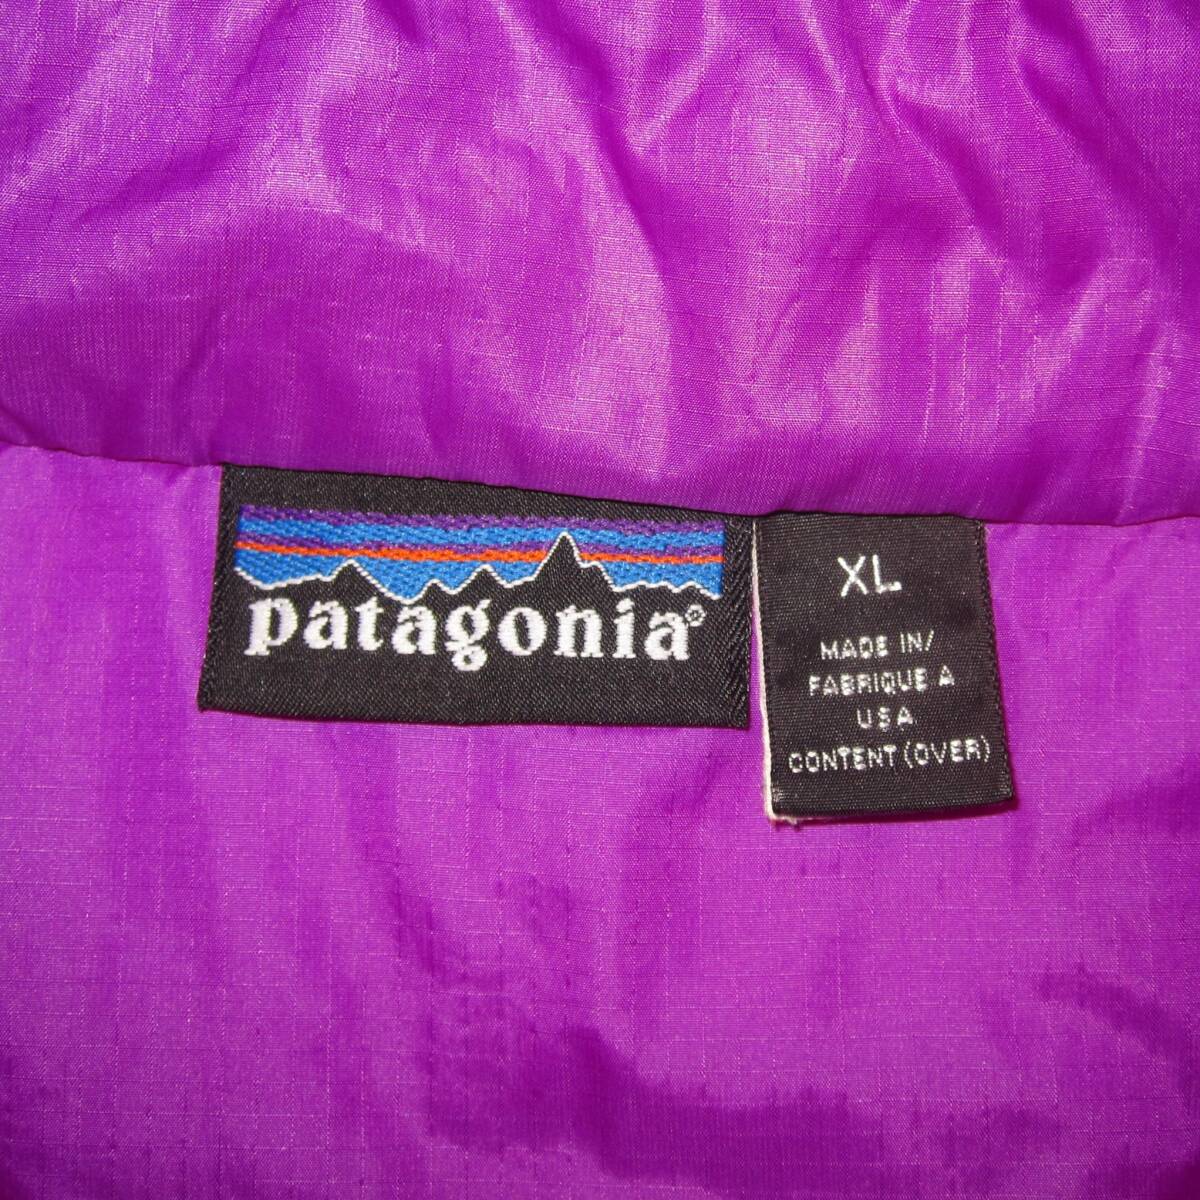 patagonia®
XL
MADE IN/
FABRIQUE A
USA
CONTENT (OVER)